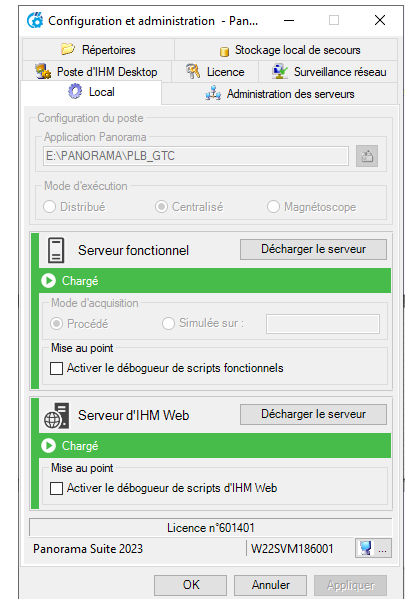 Configuration et administration - Pan...
Répertoires
Stockage local de secours
Poste d'IHM Desktop
Licence
Surveillance réseau
Local
Administration des serveurs
Configuration du poste
Application Panorama
E:\PANORAMA\PLB_GTC
Mode d'exécution
Distribué
Centralisé
Magnétoscope
Serveur fonctionnel
Décharger le serveur
Chargé
Mode d'acquisition
Procédé
Simulée sur :
Mise au point
Activer le débogueur de scripts fonctionnels
Serveur d'IHM Web
Décharger le serveur
Chargé
Mise au point
Activer le débogueur de scripts d'IHM Web
Licence n°601401
Panorama Suite 2023
W22SVM186001
...
OK
Annuler
Appliquer